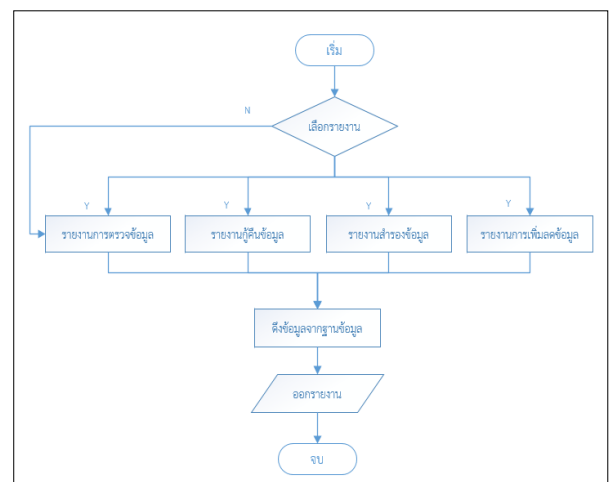 เริ่ม
N
เลือกรายงาน
Y
Y
Y
Y
รายงานการตรวจข้อมูล
รายงานกู้คืนข้อมูล
รายงานสำรองข้อมูล
รายงานการเพิ่มลดข้อมูล
ดึงข้อมูลจากฐานข้อมูล
ออกรายงาน
จบ